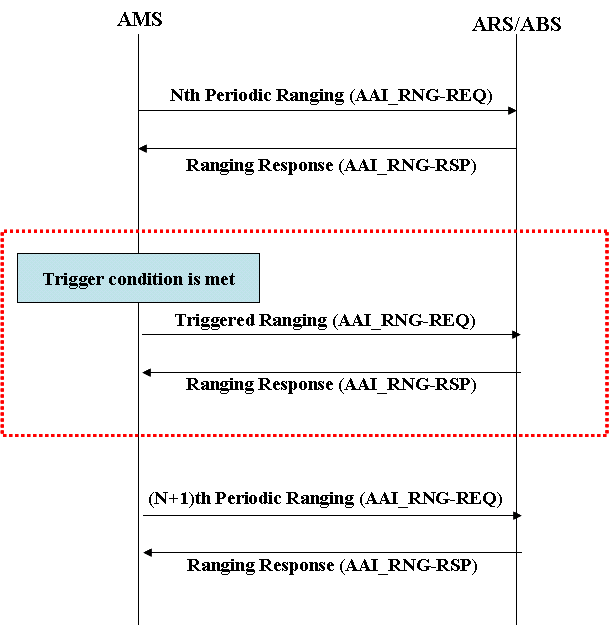 AMS
ARS/ABS
Nth Periodic Ranging (AAI_RNG-REQ)
Ranging Response (AAI_RNG-RSP)
Trigger condition is met
Triggered Ranging (AAI_RNG-REQ)
Ranging Response (AAI_RNG-RSP)
(N+1)th Periodic Ranging (AAI_RNG-REQ)
Ranging Response (AAI_RNG-RSP)